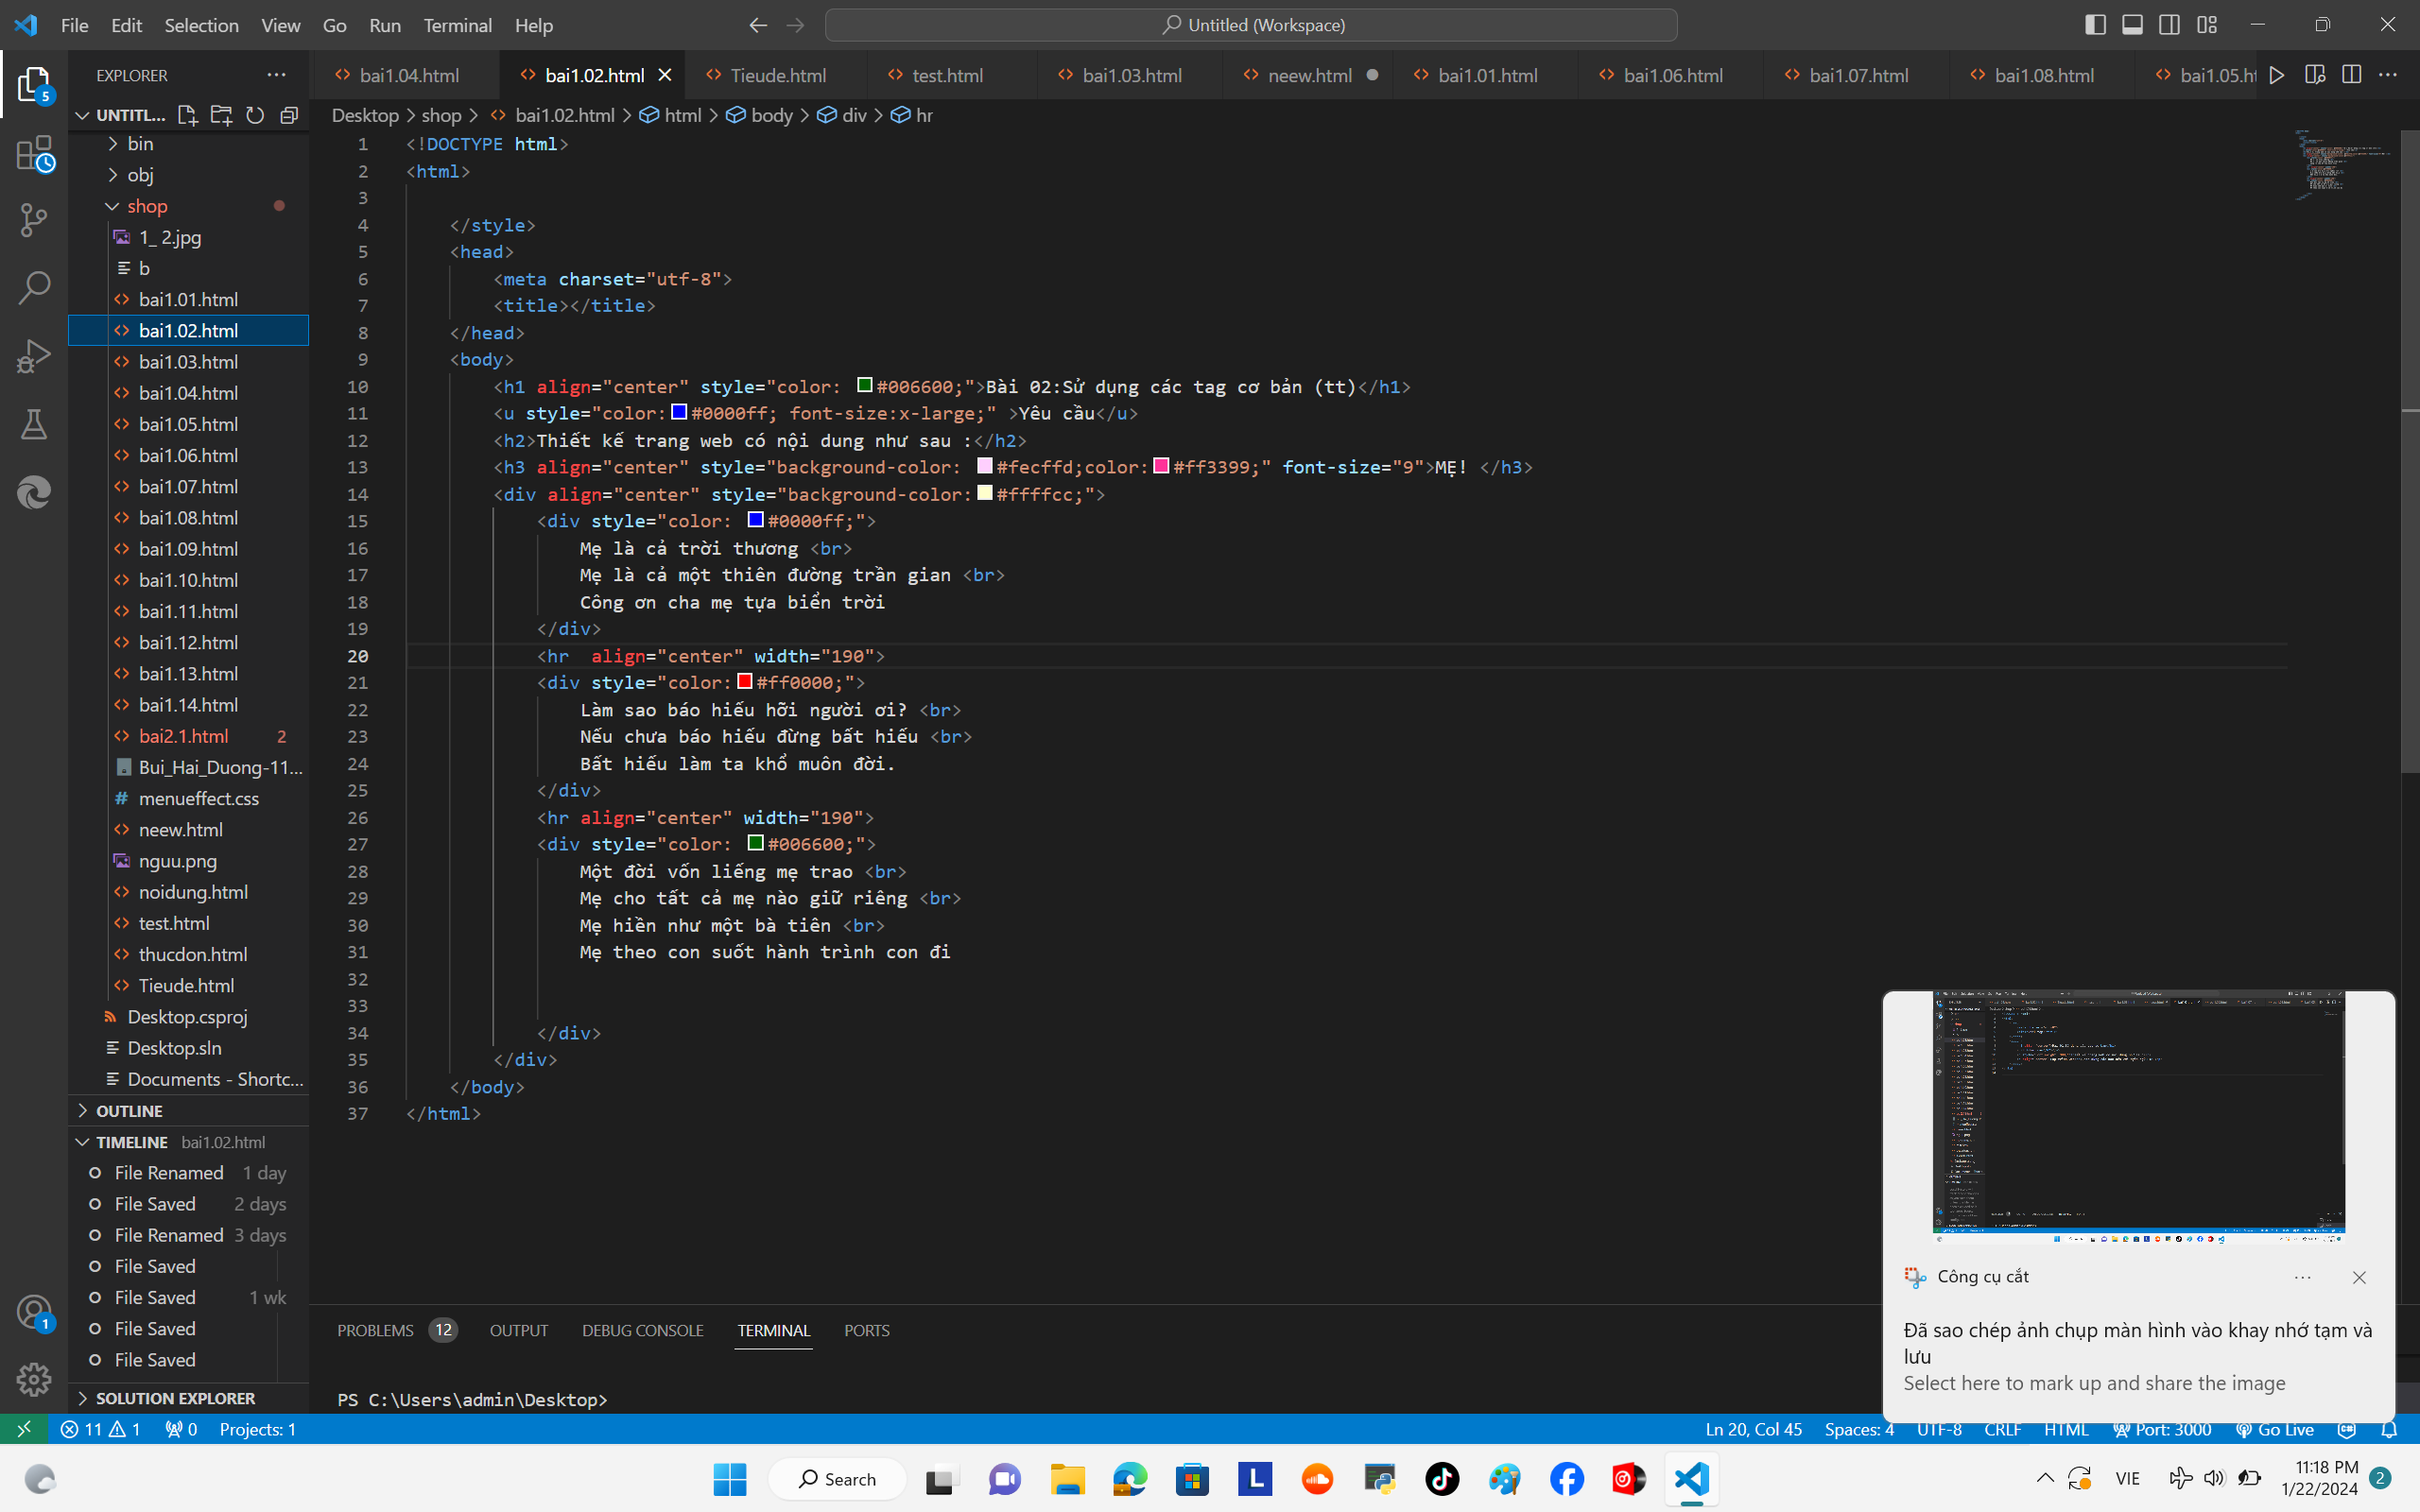 File Edit Selection View Go Run Terminal Help
Untitled (Workspace)
EXPLORER
bai1.04.html bai1.02.html Tieude.html test.html bai1.03.html neew.html bai1.01.html bai1.06.html bai1.07.html bai1.08.html bai1.05.ht
UNTITL...
Desktop > shop > bai1.02.html > html > body > div > hr
5
bin
obj
shop
1_ 2.jpg
b
bai1.01.html
bai1.02.html
bai1.03.html
bai1.04.html
bai1.05.html
bai1.06.html
bai1.07.html
bai1.08.html
bai1.09.html
bai1.10.html
bai1.11.html
bai1.12.html
bai1.13.html
bai1.14.html
bai2.1.html 2
Bui_Hai_Duong-11...
menueffect.css
neew.html
nguu.png
noidung.html
test.html
thucdon.html
Tieude.html
Desktop.csproj
Desktop.sln
Documents - Shortc...
OUTLINE
TIMELINE bai1.02.html
File Renamed 1 day
File Saved 2 days
File Renamed 3 days
File Saved
File Saved 1 wk
File Saved
File Saved
SOLUTION EXPLORER
1
1 <!DOCTYPE html>
2 <html>
3
4 </style>
5 <head>
6 <meta charset="utf-8">
7 <title></title>
8 </head>
9 <body>
10 <h1 align="center" style="color: #006600;">Bài 02:Sử dụng các tag cơ bản (tt)</h1>
11 <u style="color:#0000ff; font-size:x-large;" >Yêu cầu</u>
12 <h2>Thiết kế trang web có nội dung như sau :</h2>
13 <h3 align="center" style="background-color: #fecffd;color:#ff3399;" font-size="9">MẸ! </h3>
14 <div align="center" style="background-color:#ffffcc;">
15 <div style="color: #0000ff;">
16 Mẹ là cả trời thương <br>
17 Mẹ là cả một thiên đường trần gian <br>
18 Công ơn cha mẹ tựa biển trời
19 </div>
20 <hr  align="center" width="190">
21 <div style="color:#ff0000;">
22 Làm sao báo hiếu hỡi người ơi? <br>
23 Nếu chưa báo hiếu đừng bất hiếu <br>
24 Bất hiếu làm ta khổ muôn đời.
25 </div>
26 <hr align="center" width="190">
27 <div style="color: #006600;">
28 Một đời vốn liếng mẹ trao <br>
29 Mẹ cho tất cả mẹ nào giữ riêng <br>
30 Mẹ hiền như một bà tiên <br>
31 Mẹ theo con suốt hành trình con đi
32
33
34 </div>
35 </div>
36 </body>
37 </html>
PROBLEMS 12 OUTPUT DEBUG CONSOLE TERMINAL PORTS
PS C:\Users\admin\Desktop>
Công cụ cắt
Đã sao chép ảnh chụp màn hình vào khay nhớ tạm và
lưu
Select here to mark up and share the image
11 1 0 Projects: 1 Ln 20, Col 45 Spaces: 4 UTF-8 CRLF HTML Port: 3000 Go Live
Search
VIE
11:18 PM
1/22/2024
2